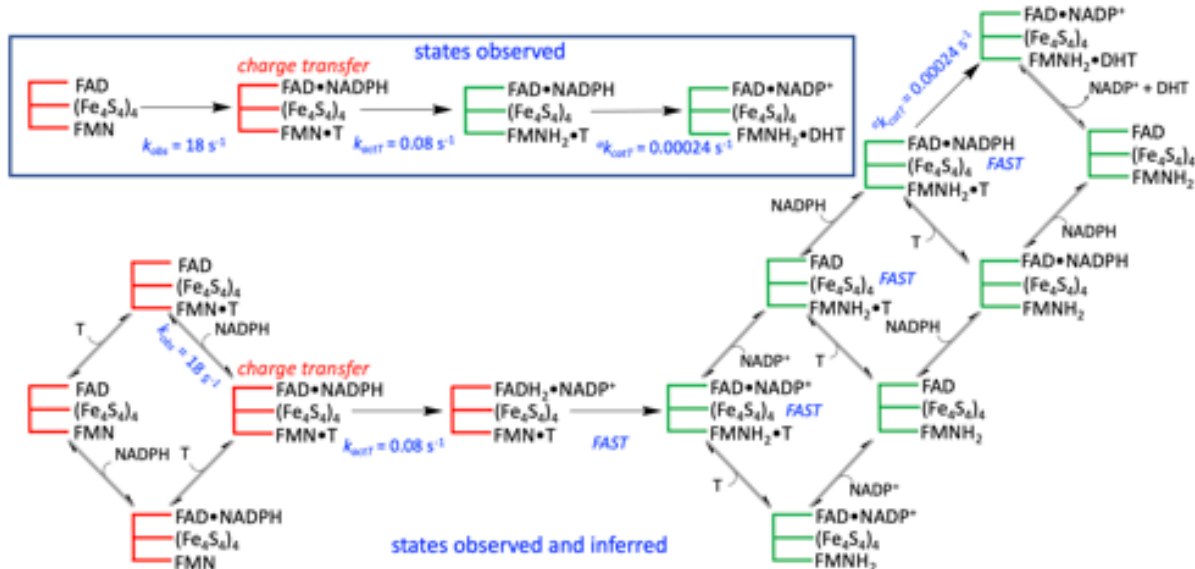 states observed
FAD
(Fe₄S₄)₄
FMN
k_obs = 18 s⁻¹
charge transfer
FAD•NADPH
(Fe₄S₄)₄
FMN•T
k_actT = 0.08 s⁻¹
FAD•NADPH
(Fe₄S₄)₄
FMNH₂•T
ᵅk_catT = 0.00024 s⁻¹
FAD•NADP⁺
(Fe₄S₄)₄
FMNH₂•DHT
FAD•NADP⁺
(Fe₄S₄)₄
FMNH₂•DHT
ᵅk_catT = 0.00024 s⁻¹
NADP⁺ + DHT
FAD•NADPH
(Fe₄S₄)₄ FAST
FMNH₂•T
FAD
(Fe₄S₄)₄
FMNH₂
NADPH
T
NADPH
FAD
(Fe₄S₄)₄ FAST
FMNH₂•T
FAD•NADPH
(Fe₄S₄)₄
FMNH₂
FAD
(Fe₄S₄)₄
FMN•T
T
NADPH
k_obs = 18 s⁻¹
NADP⁺
T
NADPH
charge transfer
FAD
(Fe₄S₄)₄
FMN
FAD•NADPH
(Fe₄S₄)₄
FMN•T
k_actT = 0.08 s⁻¹
FADH₂•NADP⁺
(Fe₄S₄)₄
FMN•T
FAST
FAD•NADP⁺
(Fe₄S₄)₄ FAST
FMNH₂•T
FAD
(Fe₄S₄)₄
FMNH₂
NADPH
T
T
NADP⁺
FAD•NADPH
(Fe₄S₄)₄
FMN
FAD•NADP⁺
(Fe₄S₄)₄
FMNH₂
states observed and inferred